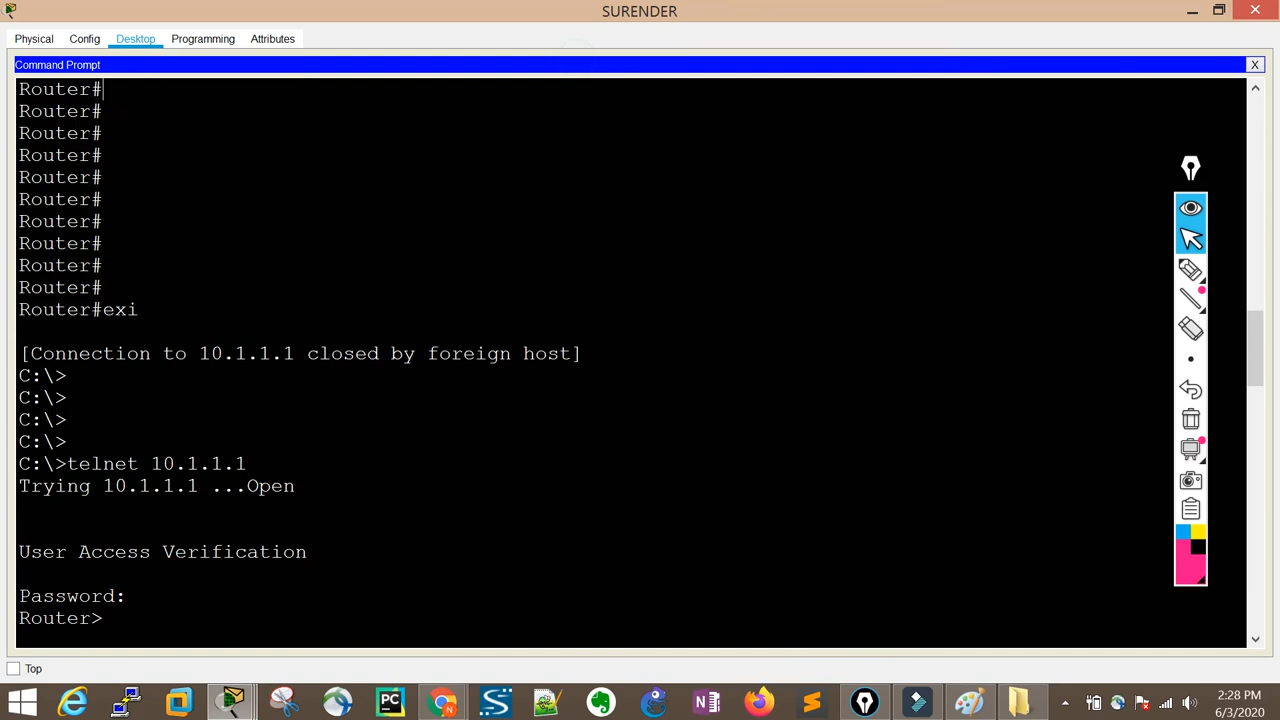 SURENDER
Physical Config Desktop Programming Attributes
Command Prompt
X
Router#
Router#
Router#
Router#
Router#
Router#
Router#
Router#
Router#
Router#
Router#exi
[Connection to 10.1.1.1 closed by foreign host]
C:\>
C:\>
C:\>
C:\>
C:\>telnet 10.1.1.1
Trying 10.1.1.1 ...Open
User Access Verification
Password:
Router>
Top
PC
N
N
2:28 PM
6/3/2020